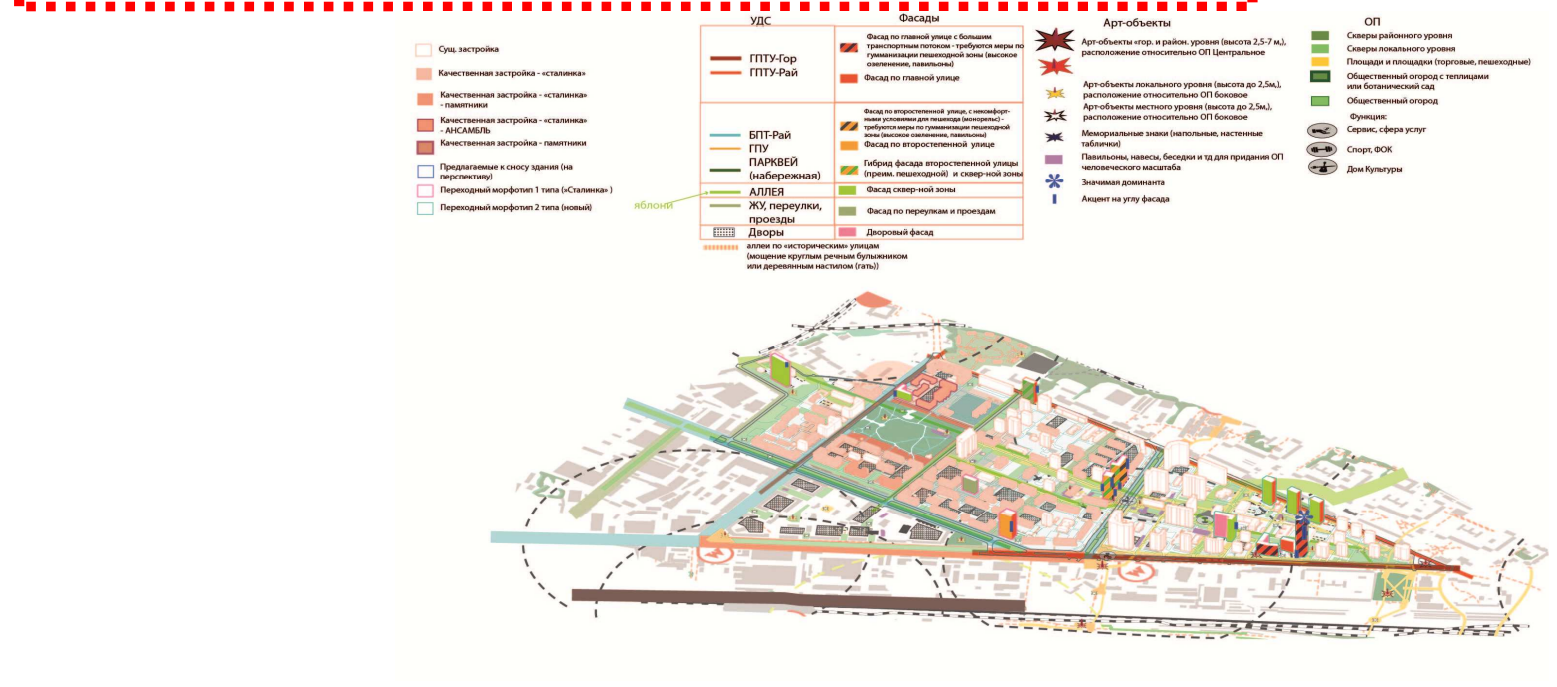 Сущ. застройка
Качественная застройка - «сталинка»
Качественная застройка - «сталинка»
- памятники
Качественная застройка - «сталинка»
- АНСАМБЛЬ
Качественная застройка - памятники
Предлагаемые к сносу здания (на
перспективу)
Переходный морфотип 1 типа (»Сталинка» )
Переходный морфотип 2 типа (новый)
яблони
УДС
ГПТУ-Гор
ГПТУ-Рай
БПТ-Рай
ГПУ
ПАРКВЕЙ
(набережная)
АЛЛЕЯ
ЖУ, переулки,
проезды
Дворы
аллеи по «историческим» улицам
(мощение круглым речным булыжником
или деревянным настилом (гать))
Фасады
Фасад по главной улице с большим
транспортным потоком - требуются меры по
гумманизации пешеходной зоны (высокое
озеленение, павильоны)
Фасад по главной улице
Фасад по второстепенной улице, с некомфорт-
ными условиями для пешехода (монорельс) -
требуются меры по гумманизации пешеходной
зоны (высокое озеленение, павильоны)
Фасад по второстепенной улице
Гибрид фасада второстепенной улицы
(преим. пешеходной) и сквер-ной зоны
Фасад сквер-ной зоны
Фасад по переулкам и проездам
Дворовый фасад
Арт-объекты
Арт-объекты «гор. и район. уровня (высота 2,5-7 м,),
расположение относительно ОП Центральное
Арт-объекты локального уровня (высота до 2,5м,),
расположение относительно ОП боковое
Арт-объекты местного уровня (высота до 2,5м,),
расположение относительно ОП боковое
Мемориальные знаки (напольные, настенные
таблички)
Павильоны, навесы, беседки и тд для придания ОП
человеческого масштаба
Значимая доминанта
Акцент на углу фасада
ОП
Скверы районного уровня
Скверы локального уровня
Площади и площадки (торговые, пешеходные)
Общественный огород с теплицами
или ботанический сад
Общественный огород
Функция:
Сервис, сфера услуг
Спорт, ФОК
Дом Культуры